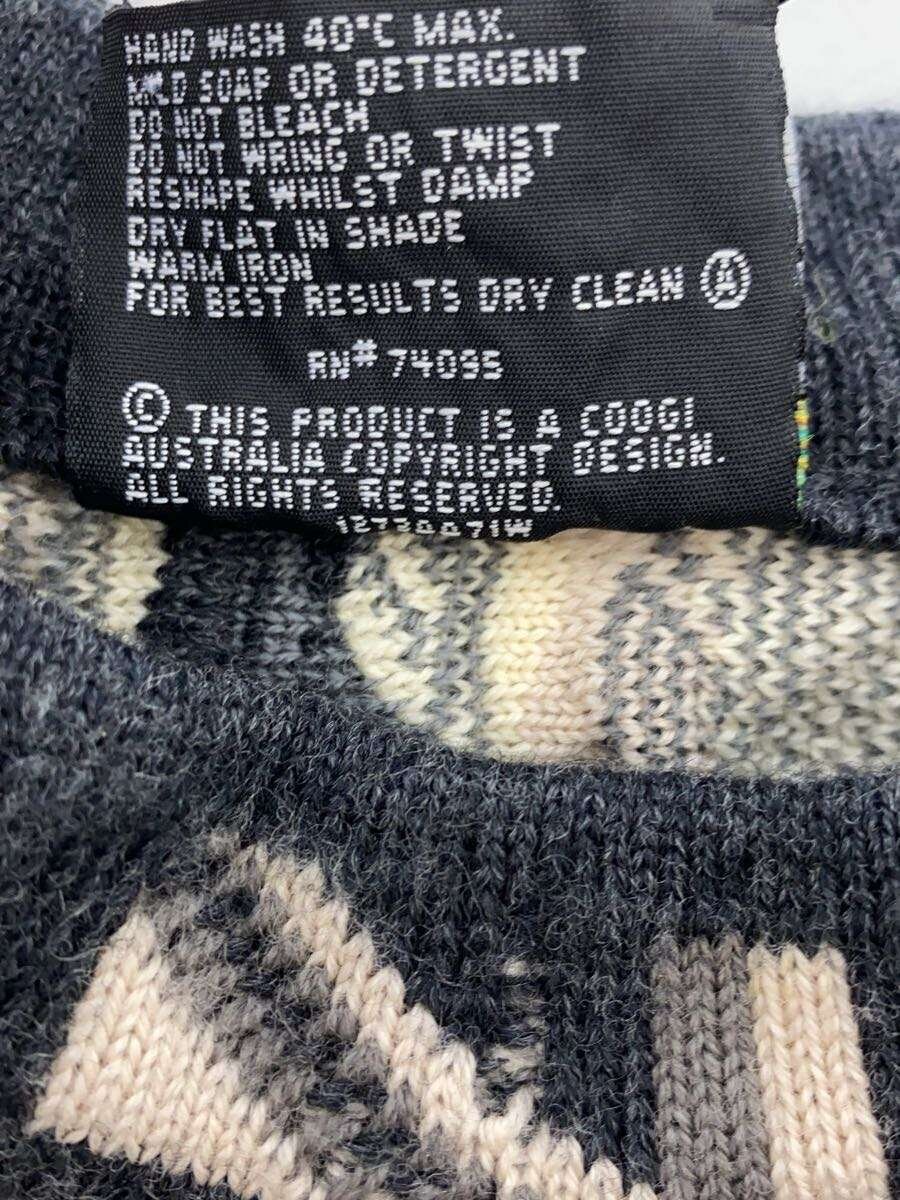 HAND WASH 40°C MAX.
MILD SOAP OR DETERGENT
DO NOT BLEACH
DO NOT WRING OR TWIST
RESHAPE WHILST DAMP
DRY FLAT IN SHADE
WARM IRON
FOR BEST RESULTS DRY CLEAN Ⓐ
RN# 74095
© THIS PRODUCT IS A COOGI
AUSTRALIA COPYRIGHT DESIGN.
ALL RIGHTS RESERVED.